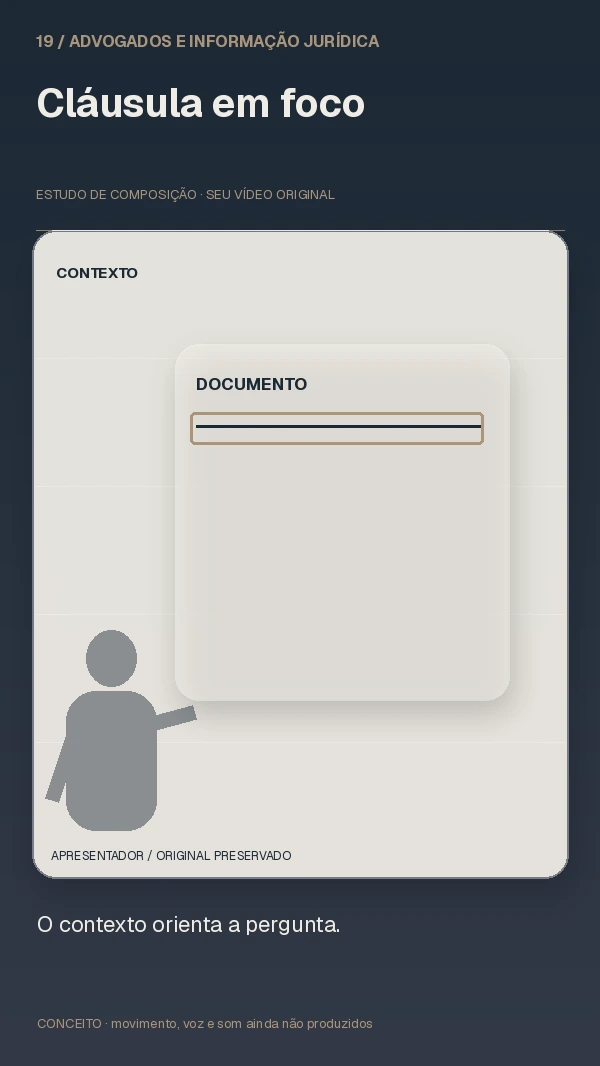 19 / ADVOGADOS E INFORMAÇÃO JURÍDICA
Cláusula em foco
ESTUDO DE COMPOSIÇÃO · SEU VÍDEO ORIGINAL
CONTEXTO
DOCUMENTO
APRESENTADOR / ORIGINAL PRESERVADO
O contexto orienta a pergunta.
CONCEITO · movimento, voz e som ainda não produzidos